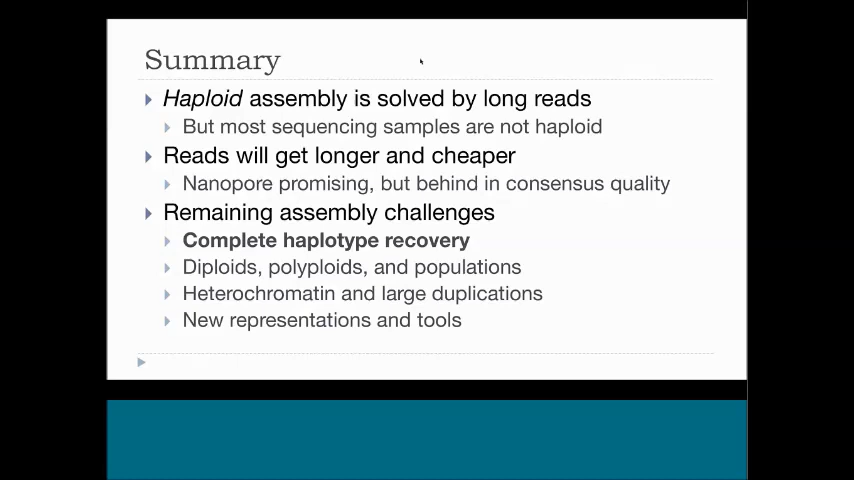 Summary
Haploid assembly is solved by long reads
But most sequencing samples are not haploid
Reads will get longer and cheaper
Nanopore promising, but behind in consensus quality
Remaining assembly challenges
Complete haplotype recovery
Diploids, polyploids, and populations
Heterochromatin and large duplications
New representations and tools